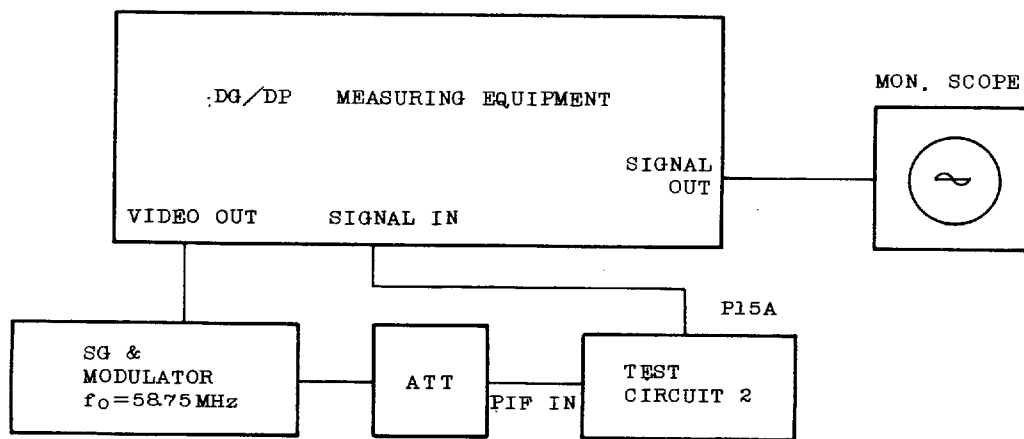 DG/DP MEASURING EQUIPMENT
MON. SCOPE
SIGNAL
OUT
VIDEO OUT
SIGNAL IN
P15A
SG &
MODULATOR
fo=58.75MHz
ATT
PIF IN
TEST
CIRCUIT 2